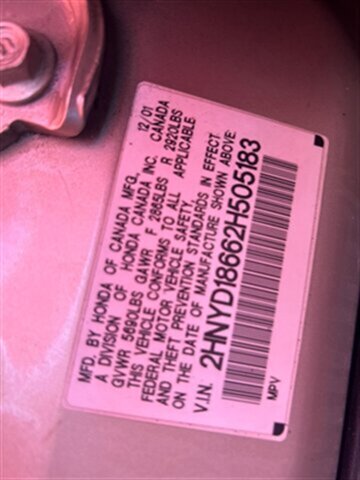 MFD. BY HONDA OF CANADA MFG. 12/01
A DIVISION OF HONDA CANADA INC. CANADA
GVWR 5690LBS GAWR F 2865LBS R 2920LBS
THIS VEHICLE CONFORMS TO ALL APPLICABLE
FEDERAL MOTOR VEHICLE SAFETY,
AND THEFT PREVENTION STANDARDS IN EFFECT
ON THE DATE OF MANUFACTURE SHOWN ABOVE.
V.I.N. 2HNYD18662H505183
MPV